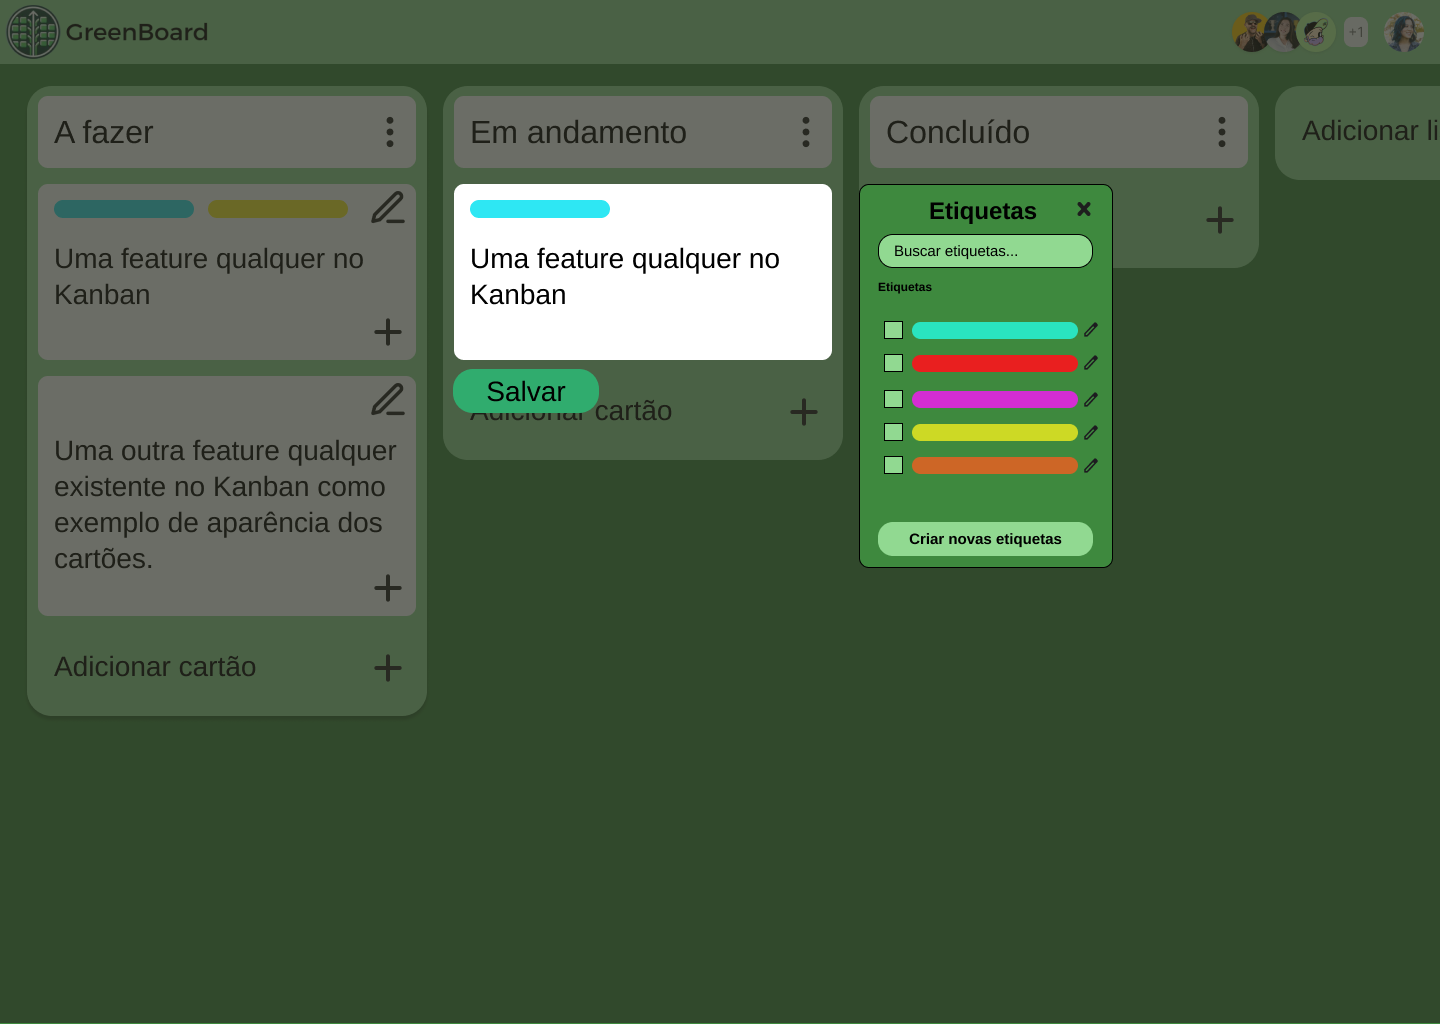 GreenBoard
+1
A fazer
Uma feature qualquer no
Kanban
Uma outra feature qualquer
existente no Kanban como
exemplo de aparência dos
cartões.
Adicionar cartão
Em andamento
Uma feature qualquer no
Kanban
Salvar
Adicionar cartão
Concluído
Etiquetas
Buscar etiquetas...
Etiquetas
Criar novas etiquetas
Adicionar li